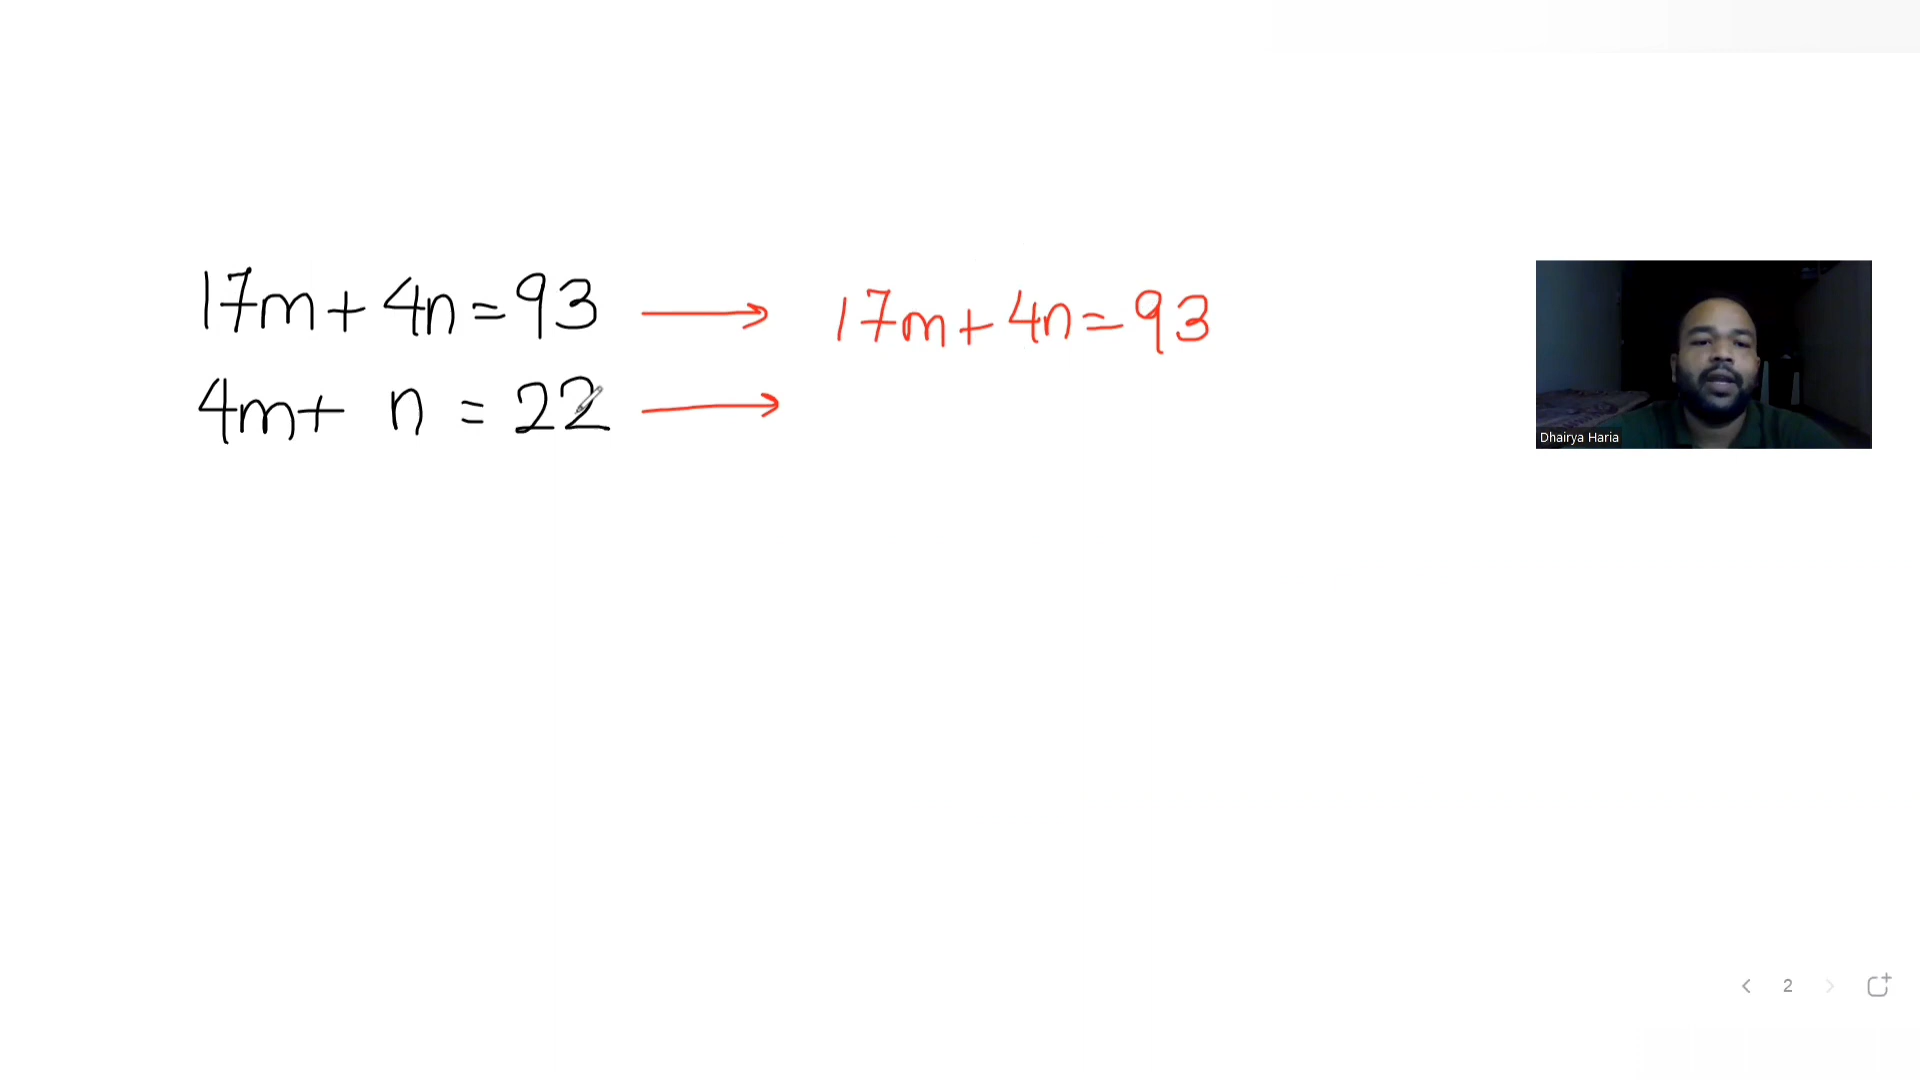 17m + 4n = 93 → 17m + 4n = 93
4m + n = 22 →
Dhairya Haria
2